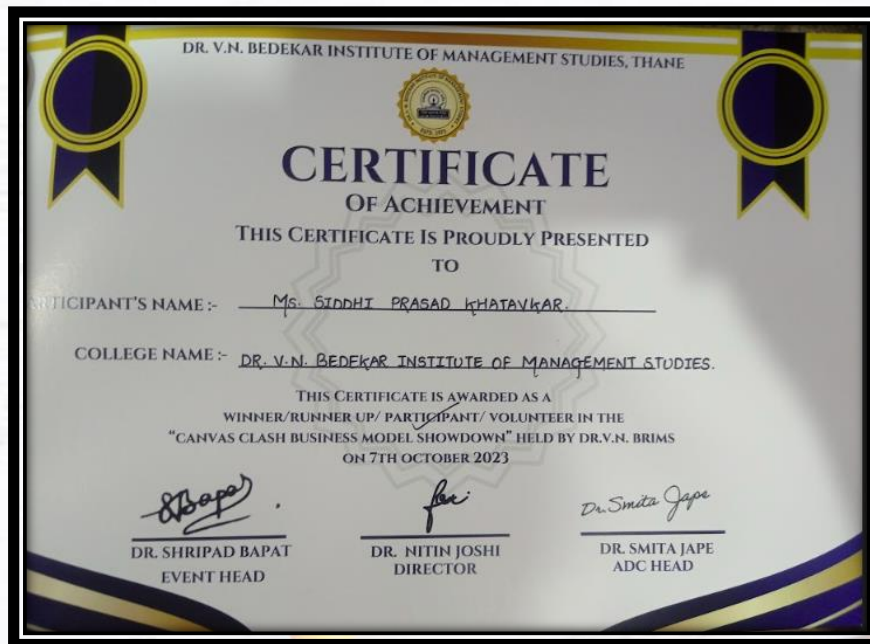 DR. V.N. BEDEKAR INSTITUTE OF MANAGEMENT STUDIES, THANE
CERTIFICATE
OF ACHIEVEMENT
THIS CERTIFICATE IS PROUDLY PRESENTED
TO
RTICIPANT'S NAME :- MS. SIDDHI PRASAD KHATAVKAR.
COLLEGE NAME :- DR. V.N. BEDEKAR INSTITUTE OF MANAGEMENT STUDIES.
THIS CERTIFICATE IS AWARDED AS A
WINNER/RUNNER UP/ PARTICIPANT/ VOLUNTEER IN THE
"CANVAS CLASH BUSINESS MODEL SHOWDOWN" HELD BY DR.V.N. BRIMS
ON 7TH OCTOBER 2023
SBapat
Dr. Smita Jape
DR. SHRIPAD BAPAT
EVENT HEAD
DR. NITIN JOSHI
DIRECTOR
DR. SMITA JAPE
ADC HEAD